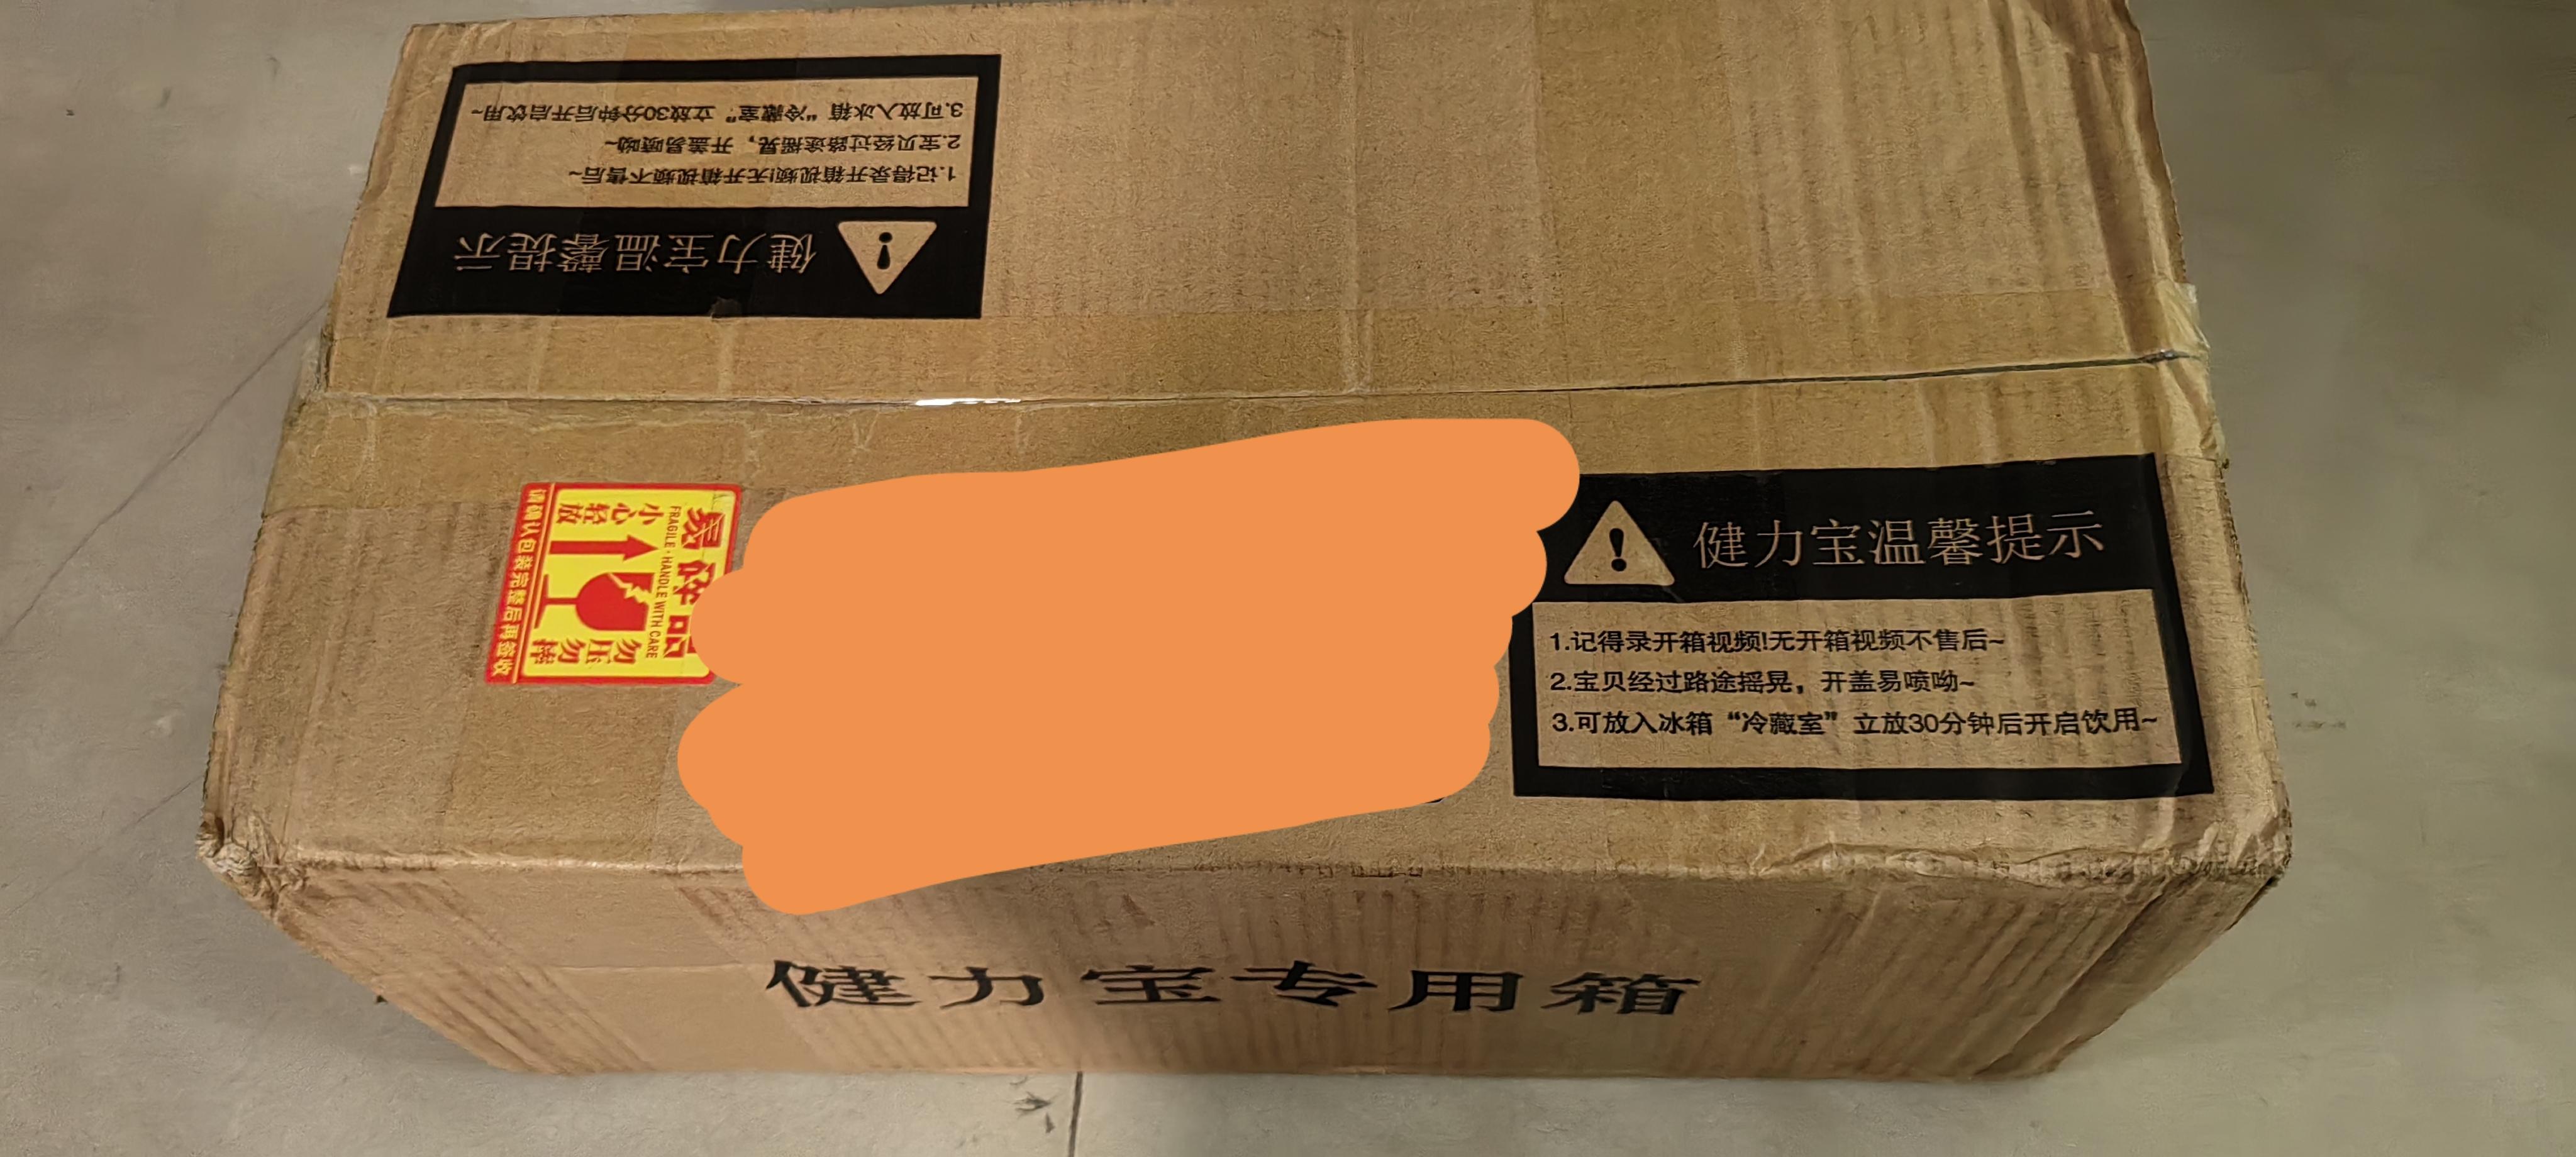 健力宝温馨提示
1.记得录开箱视频!无开箱视频不售后~
2.宝贝经过路途摇晃，开盖易喷呦~
3.可放入冰箱“冷藏室”立放30分钟后开启饮用~
易碎品
FRAGILE·HANDLE WITH CARE
小心轻放
勿压勿摔
请确认包装完整后再签收
健力宝温馨提示
1.记得录开箱视频!无开箱视频不售后~
2.宝贝经过路途摇晃，开盖易喷呦~
3.可放入冰箱“冷藏室”立放30分钟后开启饮用~
健力宝专用箱